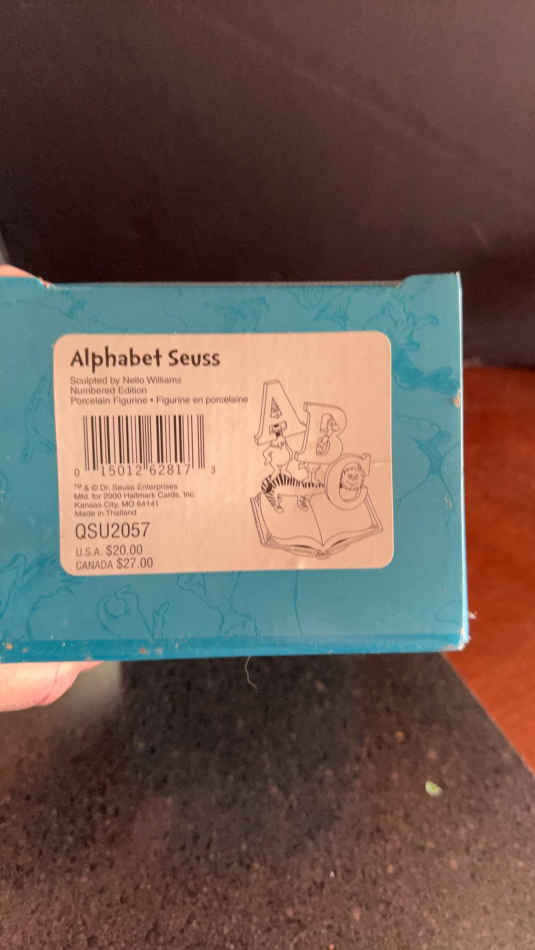 Alphabet Seuss
Sculpted by Nello Williams
Numbered Edition
Porcelain Figurine • Figurine en porcelaine
A B C
0 15012 62817 3
™ & © Dr. Seuss Enterprises
Mfd. for 2000 Hallmark Cards, Inc.
Kansas City, MO 64141
Made in Thailand
QSU2057
U.S.A. $20.00
CANADA $27.00